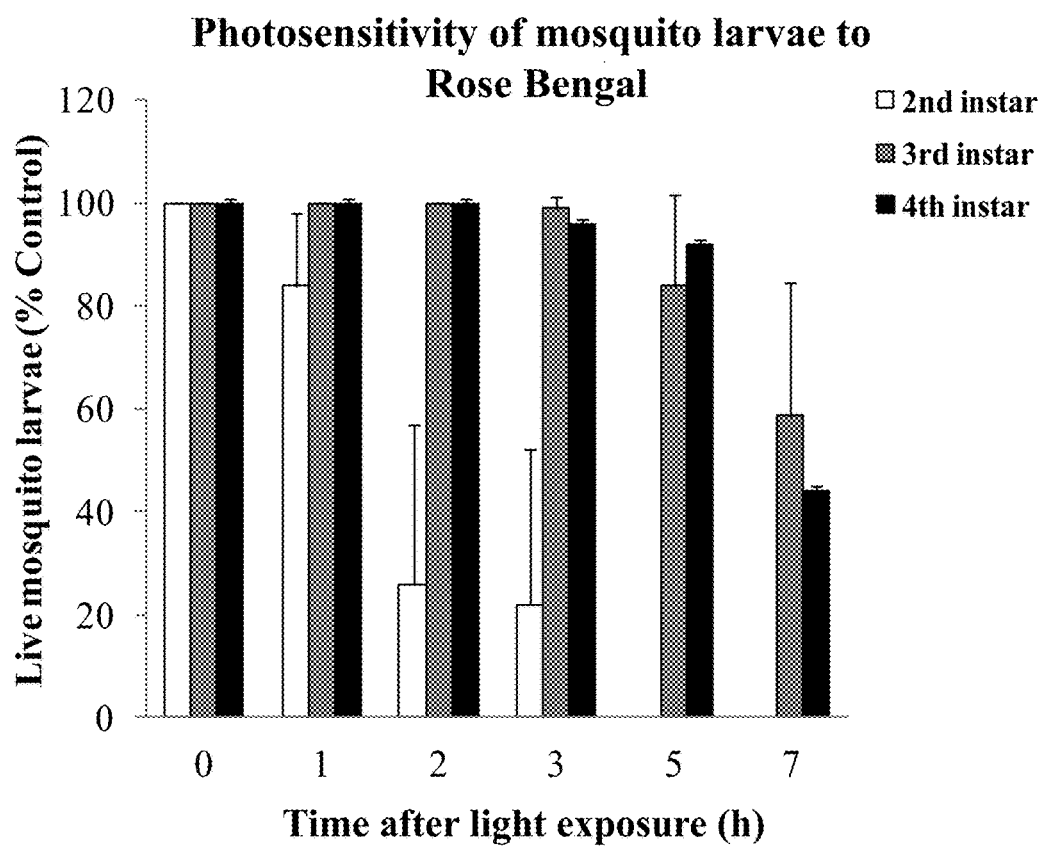 Photosensitivity of mosquito larvae to
Rose Bengal
2nd instar
3rd instar
4th instar
Live mosquito larvae (% Control)
120
100
80
60
40
20
0
0 1 2 3 5 7
Time after light exposure (h)